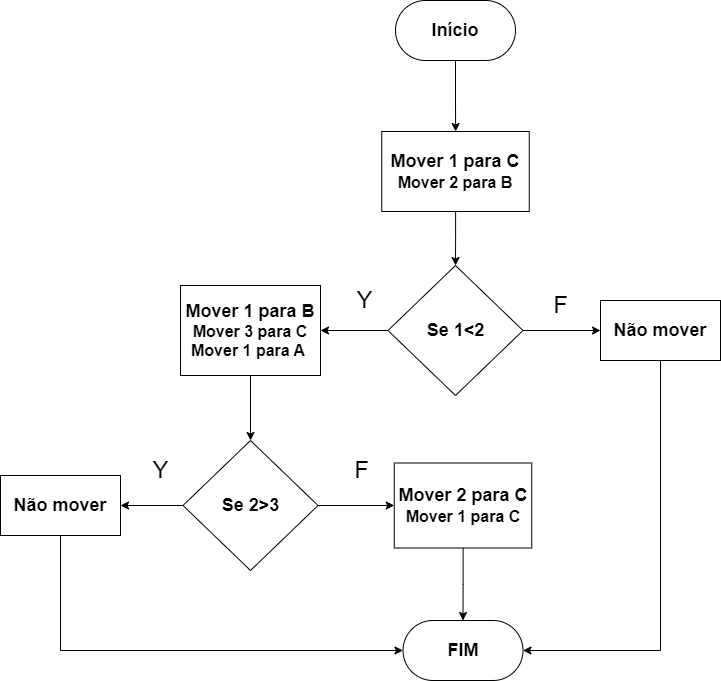 Início
Mover 1 para C
Mover 2 para B
Se 1<2
Y
F
Mover 1 para B
Mover 3 para C
Mover 1 para A
Não mover
Se 2>3
Y
F
Não mover
Mover 2 para C
Mover 1 para C
FIM